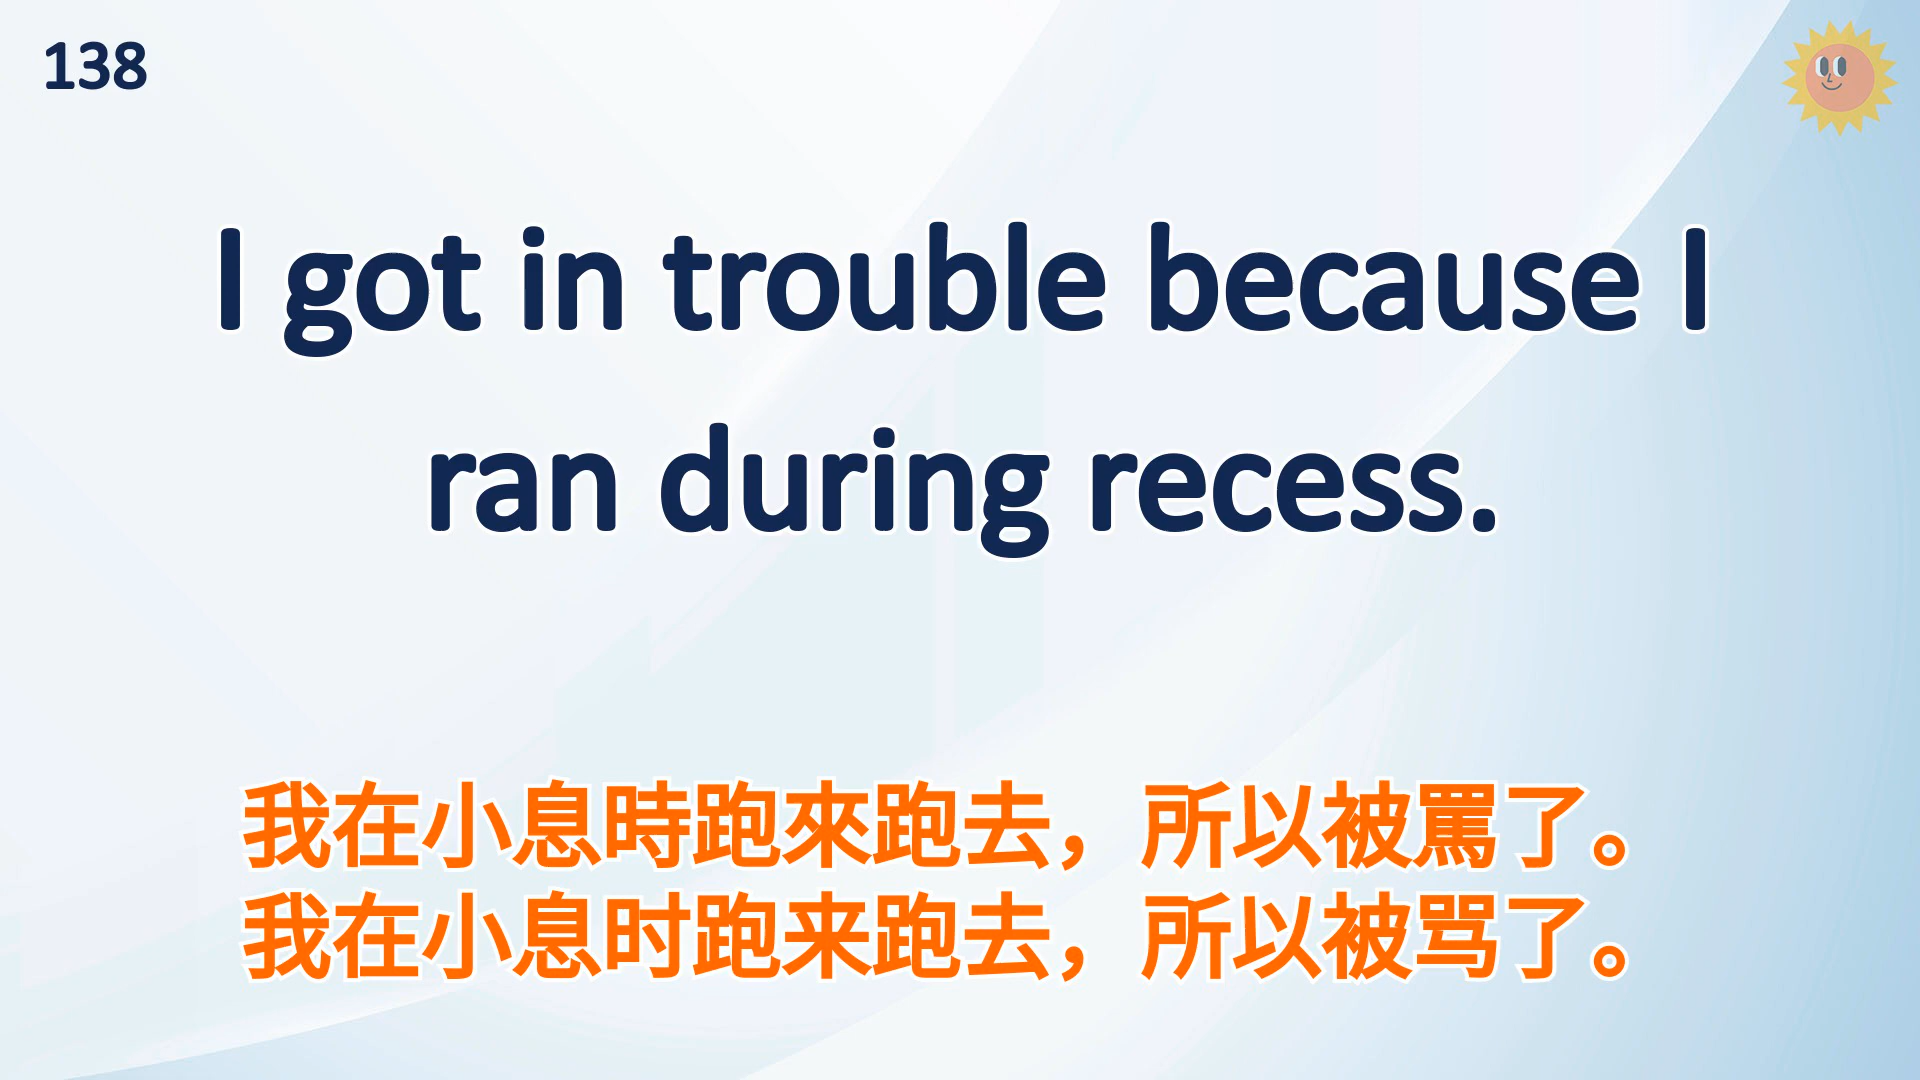 138
I got in trouble because I
ran during recess.
我在小息時跑來跑去，所以被罵了。
我在小息时跑来跑去，所以被骂了。